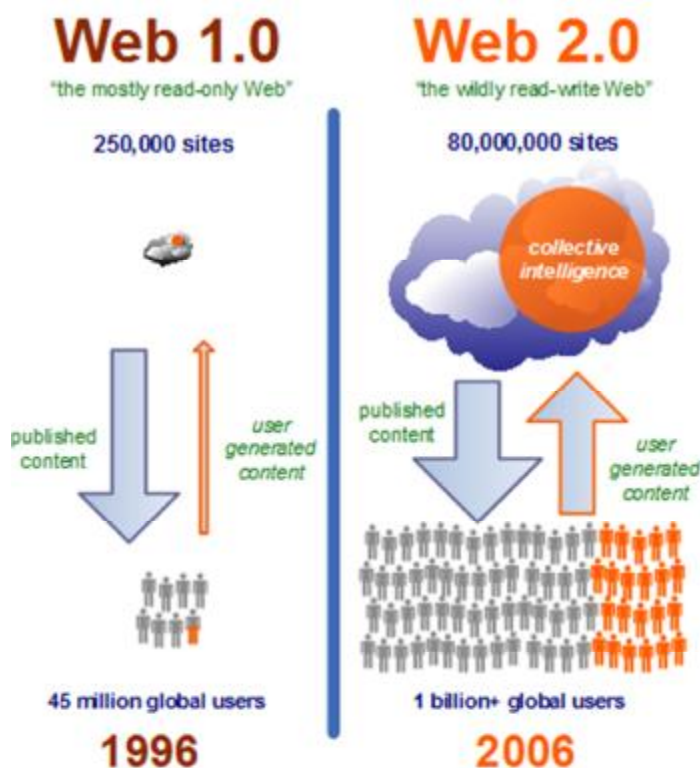 Web 1.0
"the mostly read-only Web"
250,000 sites
published
content
user
generated
content
45 million global users
1996
Web 2.0
"the wildly read-write Web"
80,000,000 sites
collective
intelligence
published
content
user
generated
content
1 billion+ global users
2006